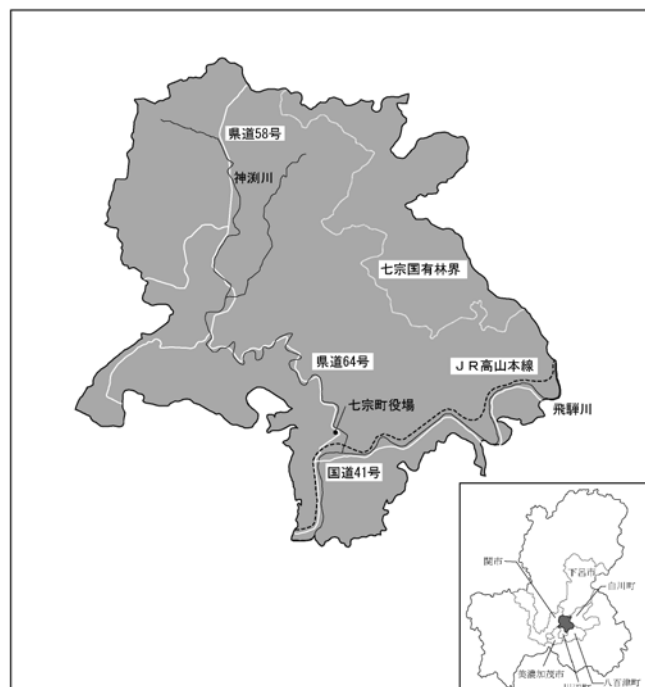 県道58号
神渕川
七宗国有林界
県道64号
JR高山本線
七宗町役場
飛騨川
国道41号
関市
下呂市
白川町
美濃加茂市
八百津町